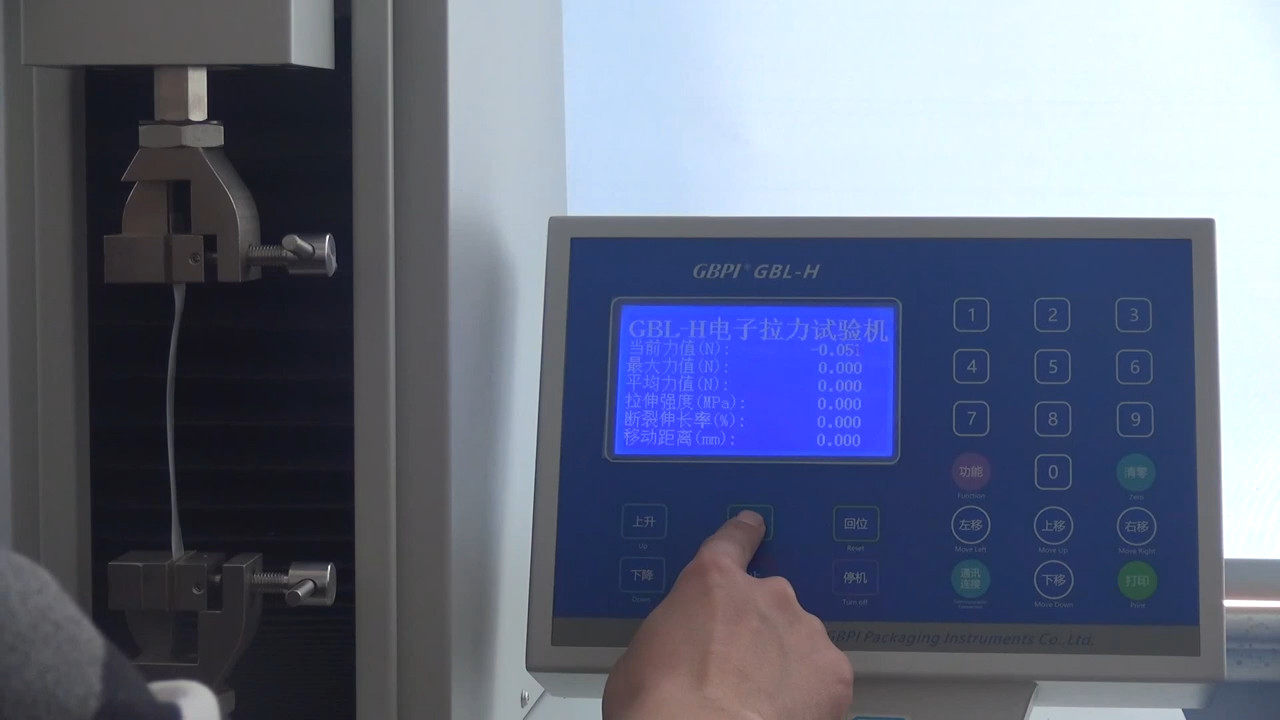 GBPI® GBL-H
GBL-H电子拉力试验机
当前力值(N): -0.051
最大力值(N): 0.000
平均力值(N): 0.000
拉伸强度(MPa): 0.000
断裂伸长率(%): 0.000
移动距离(mm): 0.000
1 2 3
4 5 6
7 8 9
功能 0 清零
Function Zero
左移 上移 右移
Move Left Move Up Move Right
通讯连接 下移 打印
Move Down Print
上升 回位
Up Reset
下降 停机
Down Turn off
GBPI Packaging Instruments Co.,Ltd.